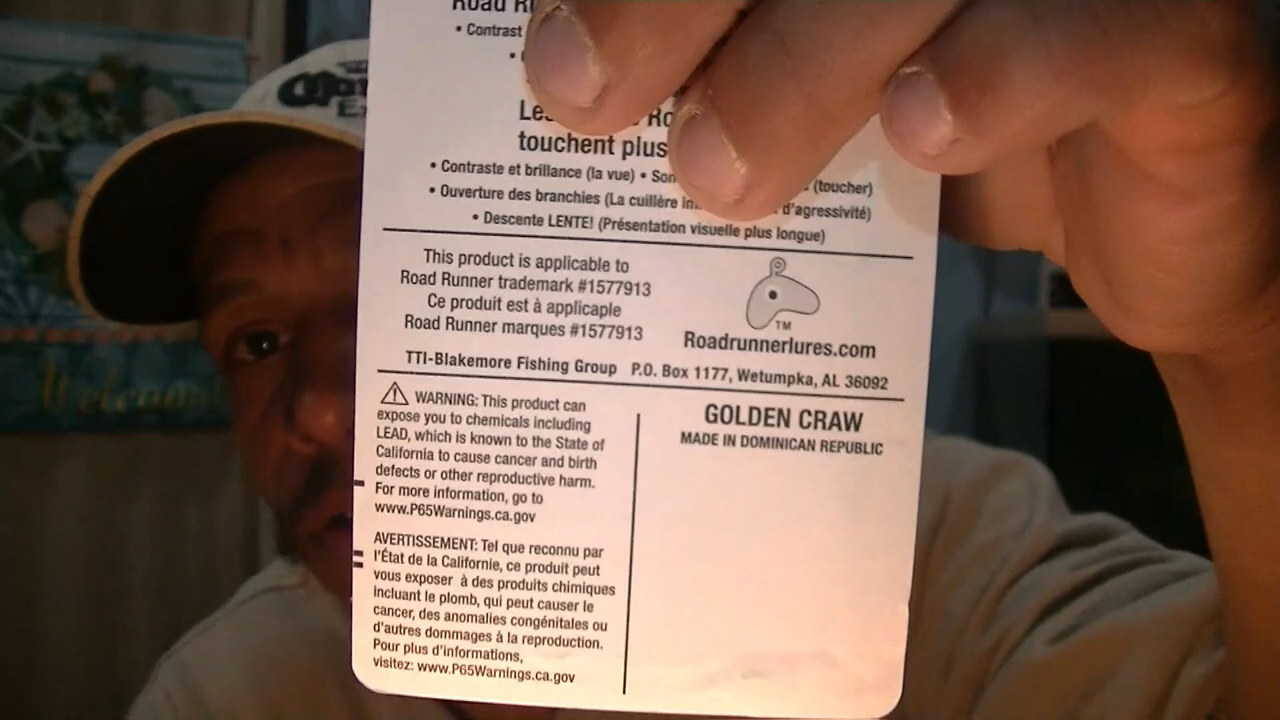 Road
• Contrast
Ro
touchent plus
• Contraste et brillance (la vue) • (toucher)
• Ouverture des branchies (La cuillère d'agressivité)
• Descente LENTE! (Présentation visuelle plus longue)
This product is applicable to
Road Runner trademark #1577913
Ce produit est à applicaple
Road Runner marques #1577913
TM
Roadrunnerlures.com
TTI-Blakemore Fishing Group P.O. Box 1177, Wetumpka, AL 36092
WARNING: This product can
expose you to chemicals including
LEAD, which is known to the State of
California to cause cancer and birth
defects or other reproductive harm.
For more information, go to
www.P65Warnings.ca.gov
AVERTISSEMENT: Tel que reconnu par
l'État de la Californie, ce produit peut
vous exposer à des produits chimiques
incluant le plomb, qui peut causer le
cancer, des anomalies congénitales ou
d'autres dommages à la reproduction.
Pour plus d'informations,
visitez: www.P65Warnings.ca.gov
GOLDEN CRAW
MADE IN DOMINICAN REPUBLIC
Welcome